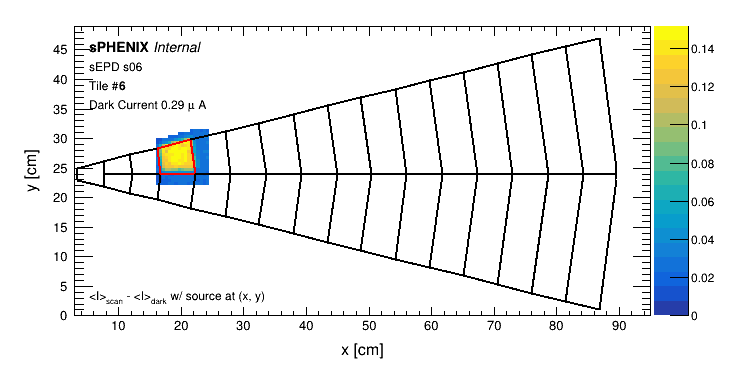 sPHENIX Internal
sEPD s06
Tile #6
Dark Current 0.29 μ A
<I>scan - <I>dark w/ source at (x, y)
y [cm]
45
40
35
30
25
20
15
10
5
0
10 20 30 40 50 60 70 80 90
x [cm]
0.14
0.12
0.1
0.08
0.06
0.04
0.02
0